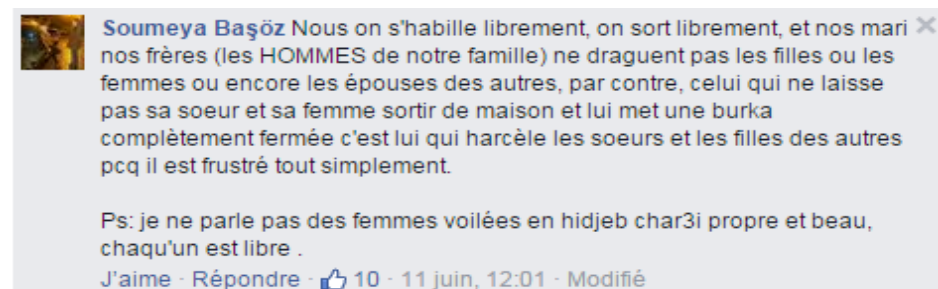 Soumeya Başöz Nous on s'habille librement, on sort librement, et nos mari
nos frères (les HOMMES de notre famille) ne draguent pas les filles ou les
femmes ou encore les épouses des autres, par contre, celui qui ne laisse
pas sa soeur et sa femme sortir de maison et lui met une burka
complètement fermée c'est lui qui harcèle les soeurs et les filles des autres
pcq il est frustré tout simplement.
Ps: je ne parle pas des femmes voilées en hidjeb char3i propre et beau,
chaqu'un est libre .
J'aime · Répondre · 10 · 11 juin, 12:01 · Modifié